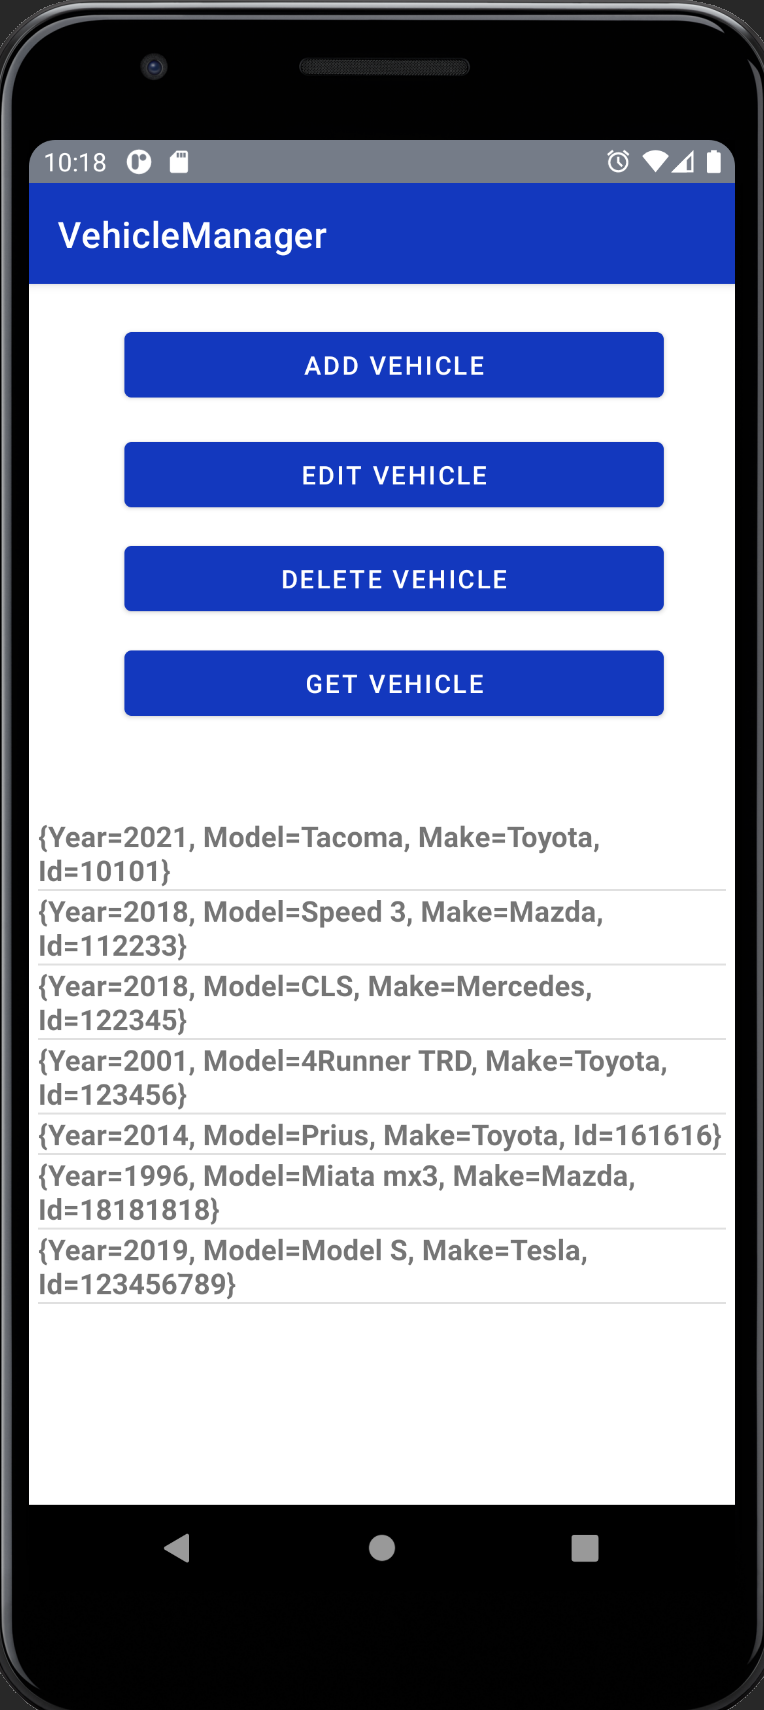 10:18
VehicleManager
ADD VEHICLE
EDIT VEHICLE
DELETE VEHICLE
GET VEHICLE
{Year=2021, Model=Tacoma, Make=Toyota,
Id=10101}
{Year=2018, Model=Speed 3, Make=Mazda,
Id=112233}
{Year=2018, Model=CLS, Make=Mercedes,
Id=122345}
{Year=2001, Model=4Runner TRD, Make=Toyota,
Id=123456}
{Year=2014, Model=Prius, Make=Toyota, Id=161616}
{Year=1996, Model=Miata mx3, Make=Mazda,
Id=18181818}
{Year=2019, Model=Model S, Make=Tesla,
Id=123456789}